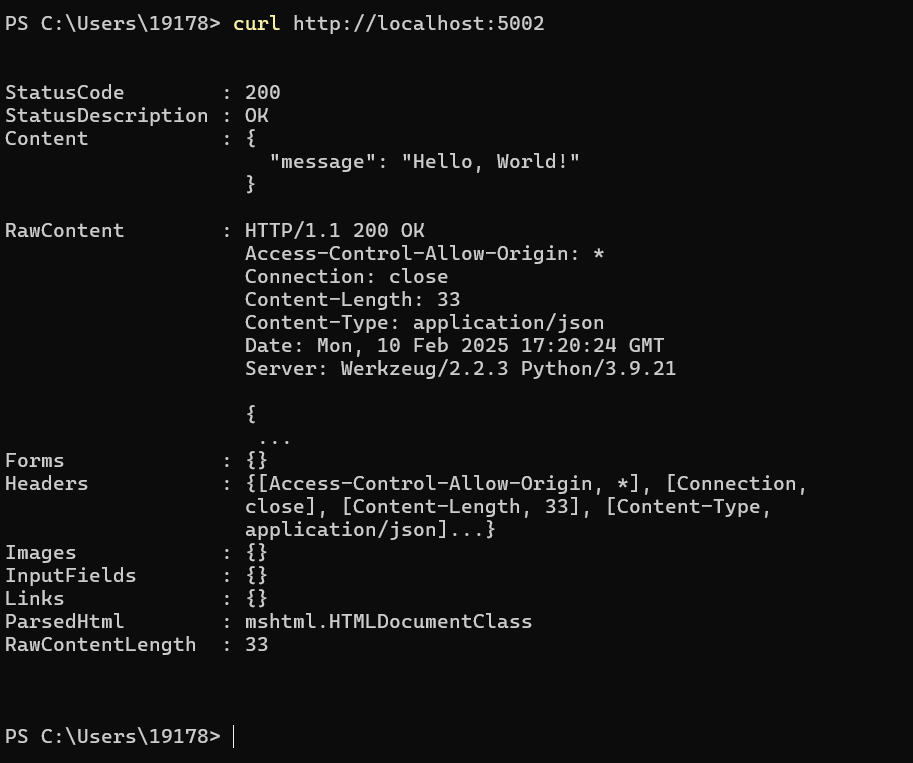 PS C:\Users\19178> curl http://localhost:5002
StatusCode        : 200
StatusDescription : OK
Content           : {
                      "message": "Hello, World!"
                    }
RawContent        : HTTP/1.1 200 OK
                    Access-Control-Allow-Origin: *
                    Connection: close
                    Content-Length: 33
                    Content-Type: application/json
                    Date: Mon, 10 Feb 2025 17:20:24 GMT
                    Server: Werkzeug/2.2.3 Python/3.9.21
                    {
                     ...
Forms             : {}
Headers           : {[Access-Control-Allow-Origin, *], [Connection,
                    close], [Content-Length, 33], [Content-Type,
                    application/json]...}
Images            : {}
InputFields       : {}
Links             : {}
ParsedHtml        : mshtml.HTMLDocumentClass
RawContentLength  : 33
PS C:\Users\19178>